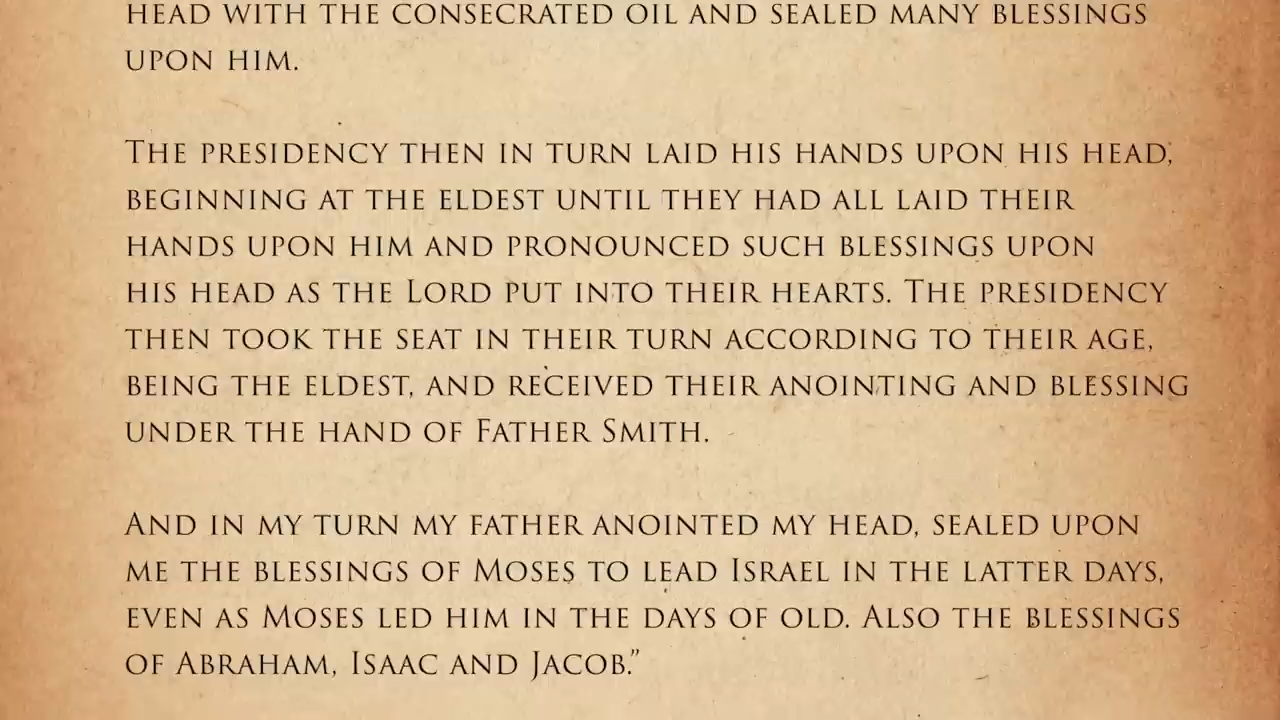 HEAD WITH THE CONSECRATED OIL AND SEALED MANY BLESSINGS
UPON HIM.
THE PRESIDENCY THEN IN TURN LAID HIS HANDS UPON HIS HEAD,
BEGINNING AT THE ELDEST UNTIL THEY HAD ALL LAID THEIR
HANDS UPON HIM AND PRONOUNCED SUCH BLESSINGS UPON
HIS HEAD AS THE LORD PUT INTO THEIR HEARTS. THE PRESIDENCY
THEN TOOK THE SEAT IN THEIR TURN ACCORDING TO THEIR AGE,
BEING THE ELDEST, AND RECEIVED THEIR ANOINTING AND BLESSING
UNDER THE HAND OF FATHER SMITH.
AND IN MY TURN MY FATHER ANOINTED MY HEAD, SEALED UPON
ME THE BLESSINGS OF MOSES TO LEAD ISRAEL IN THE LATTER DAYS,
EVEN AS MOSES LED HIM IN THE DAYS OF OLD. ALSO THE BLESSINGS
OF ABRAHAM, ISAAC AND JACOB.”